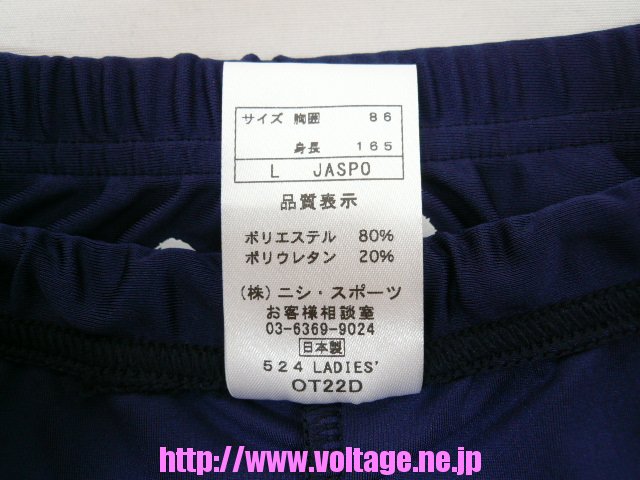 サイズ 胸囲 86
身長 165
L JASPO
品質表示
ポリエステル 80%
ポリウレタン 20%
(株)ニシ・スポーツ
お客様相談室
03-6369-9024
日本製
524 LADIES'
OT22D
http://www.voltage.ne.jp